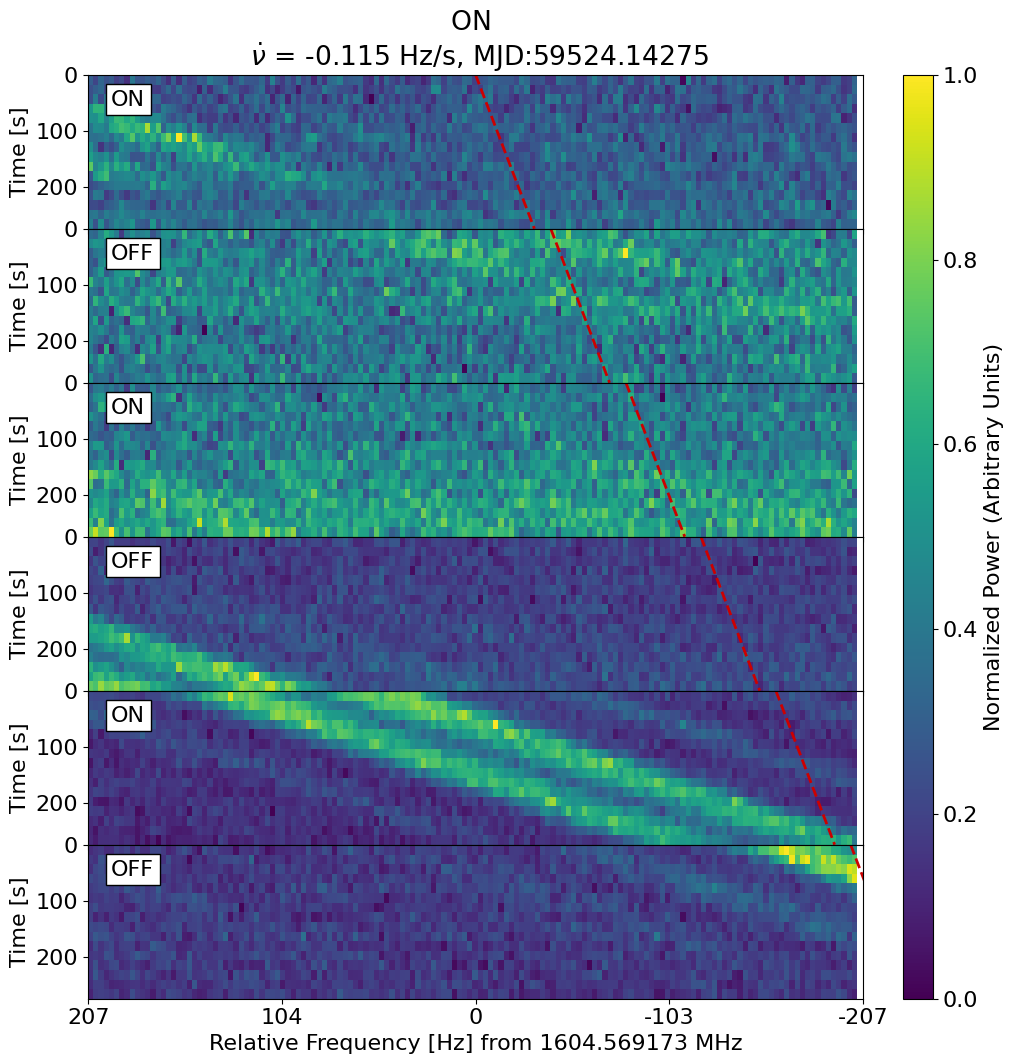 ON
ν̇ = -0.115 Hz/s, MJD:59524.14275
0
ON
100
Time [s]
200
0
OFF
100
Time [s]
200
0
ON
100
Time [s]
200
0
OFF
100
Time [s]
200
0
ON
100
Time [s]
200
0
OFF
100
Time [s]
200
207 104 0 -103 -207
Relative Frequency [Hz] from 1604.569173 MHz
1.0
0.8
0.6
0.4
0.2
0.0
Normalized Power (Arbitrary Units)